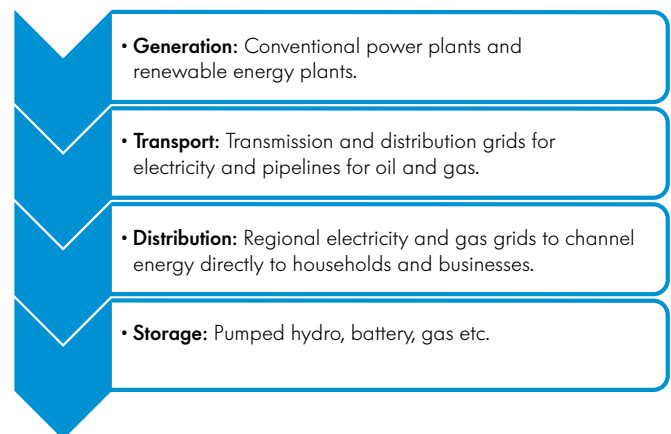 • Generation: Conventional power plants and
renewable energy plants.
• Transport: Transmission and distribution grids for
electricity and pipelines for oil and gas.
• Distribution: Regional electricity and gas grids to channel
energy directly to households and businesses.
• Storage: Pumped hydro, battery, gas etc.